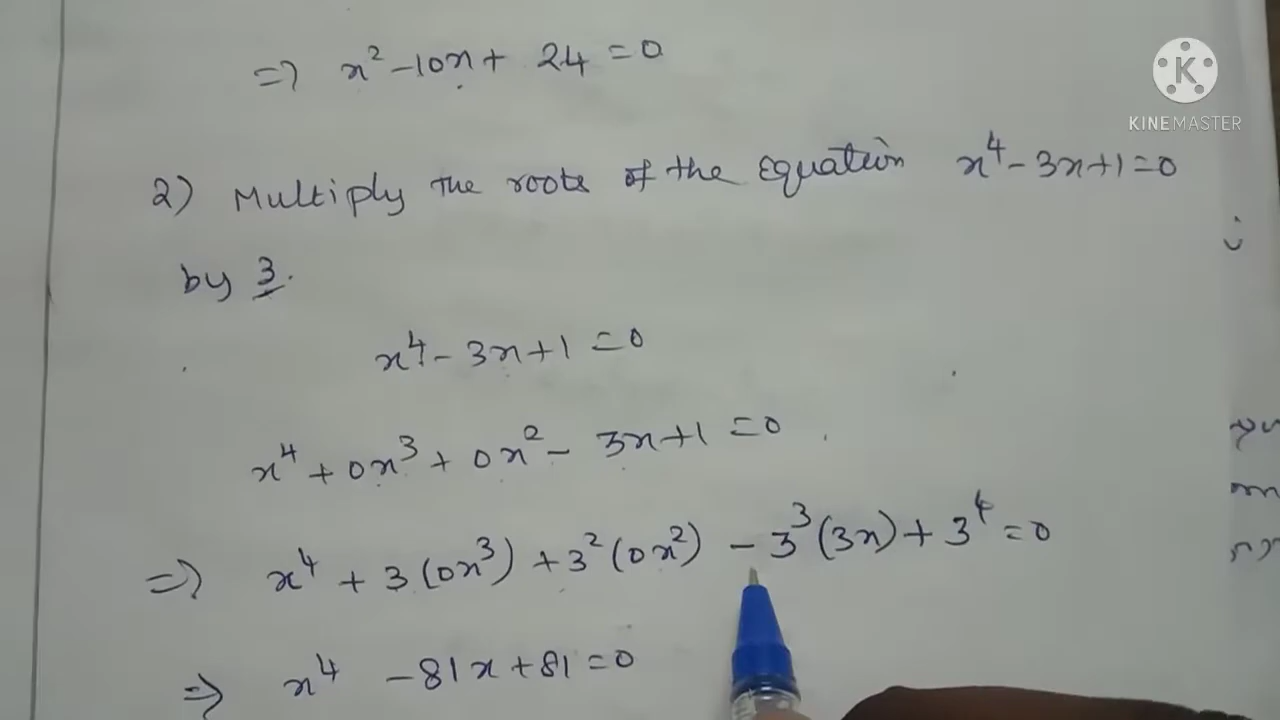 => x² - 10x + 24 = 0
KINEMASTER
2) Multiply the roots of the Equation x⁴ - 3x + 1 = 0
by 3.
x⁴ - 3x + 1 = 0
x⁴ + 0x³ + 0x² - 3x + 1 = 0
=> x⁴ + 3(0x³) + 3²(0x²) - 3³(3x) + 3⁴ = 0
=> x⁴ - 81x + 81 = 0